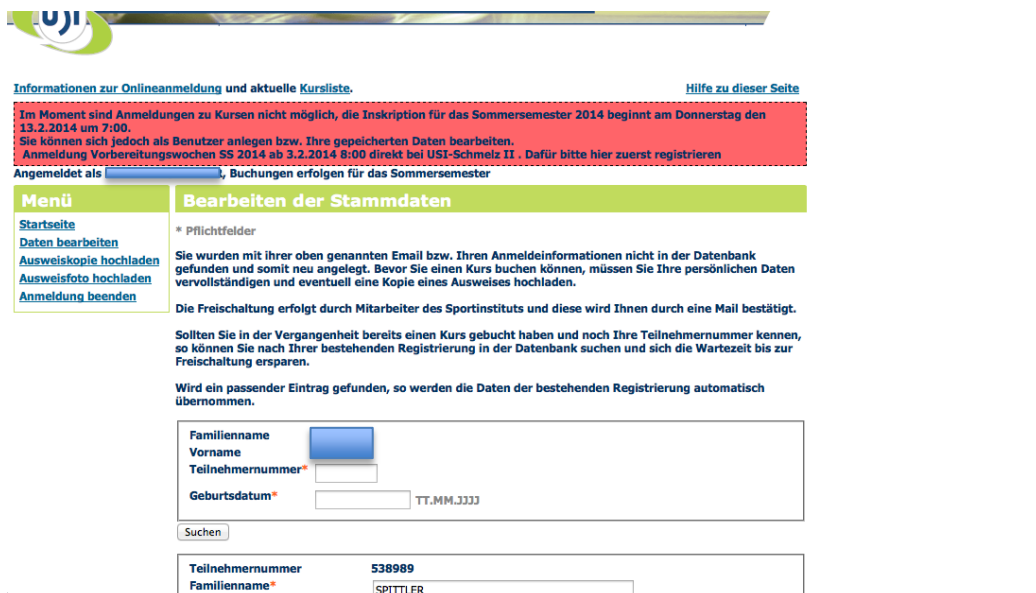 usi
Informationen zur Onlineanmeldung und aktuelle Kursliste.
Hilfe zu dieser Seite
Im Moment sind Anmeldungen zu Kursen nicht möglich, die Inskription für das Sommersemester 2014 beginnt am Donnerstag den
13.2.2014 um 7:00.
Sie können sich jedoch als Benutzer anlegen bzw. Ihre gepeicherten Daten bearbeiten.
Anmeldung Vorbereitungswochen SS 2014 ab 3.2.2014 8:00 direkt bei USI-Schmelz II . Dafür bitte hier zuerst registrieren
Angemeldet als , Buchungen erfolgen für das Sommersemester
Menü
Startseite
Daten bearbeiten
Ausweiskopie hochladen
Ausweisfoto hochladen
Anmeldung beenden
Bearbeiten der Stammdaten
* Pflichtfelder
Sie wurden mit ihrer oben genannten Email bzw. Ihren Anmeldeinformationen nicht in der Datenbank
gefunden und somit neu angelegt. Bevor Sie einen Kurs buchen können, müssen Sie Ihre persönlichen Daten
vervollständigen und eventuell eine Kopie eines Ausweises hochladen.
Die Freischaltung erfolgt durch Mitarbeiter des Sportinstituts und diese wird Ihnen durch eine Mail bestätigt.
Sollten Sie in der Vergangenheit bereits einen Kurs gebucht haben und noch Ihre Teilnehmernummer kennen,
so können Sie nach Ihrer bestehenden Registrierung in der Datenbank suchen und sich die Wartezeit bis zur
Freischaltung ersparen.
Wird ein passender Eintrag gefunden, so werden die Daten der bestehenden Registrierung automatisch
übernommen.
Familienname
Vorname
Teilnehmernummer*
Geburtsdatum* TT.MM.JJJJ
Suchen
Teilnehmernummer 538989
Familienname* SPITTLER